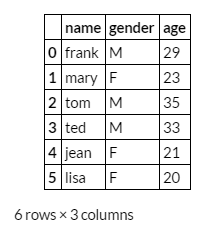 name gender age
0 frank M 29
1 mary F 23
2 tom M 35
3 ted M 33
4 jean F 21
5 lisa F 20
6 rows × 3 columns